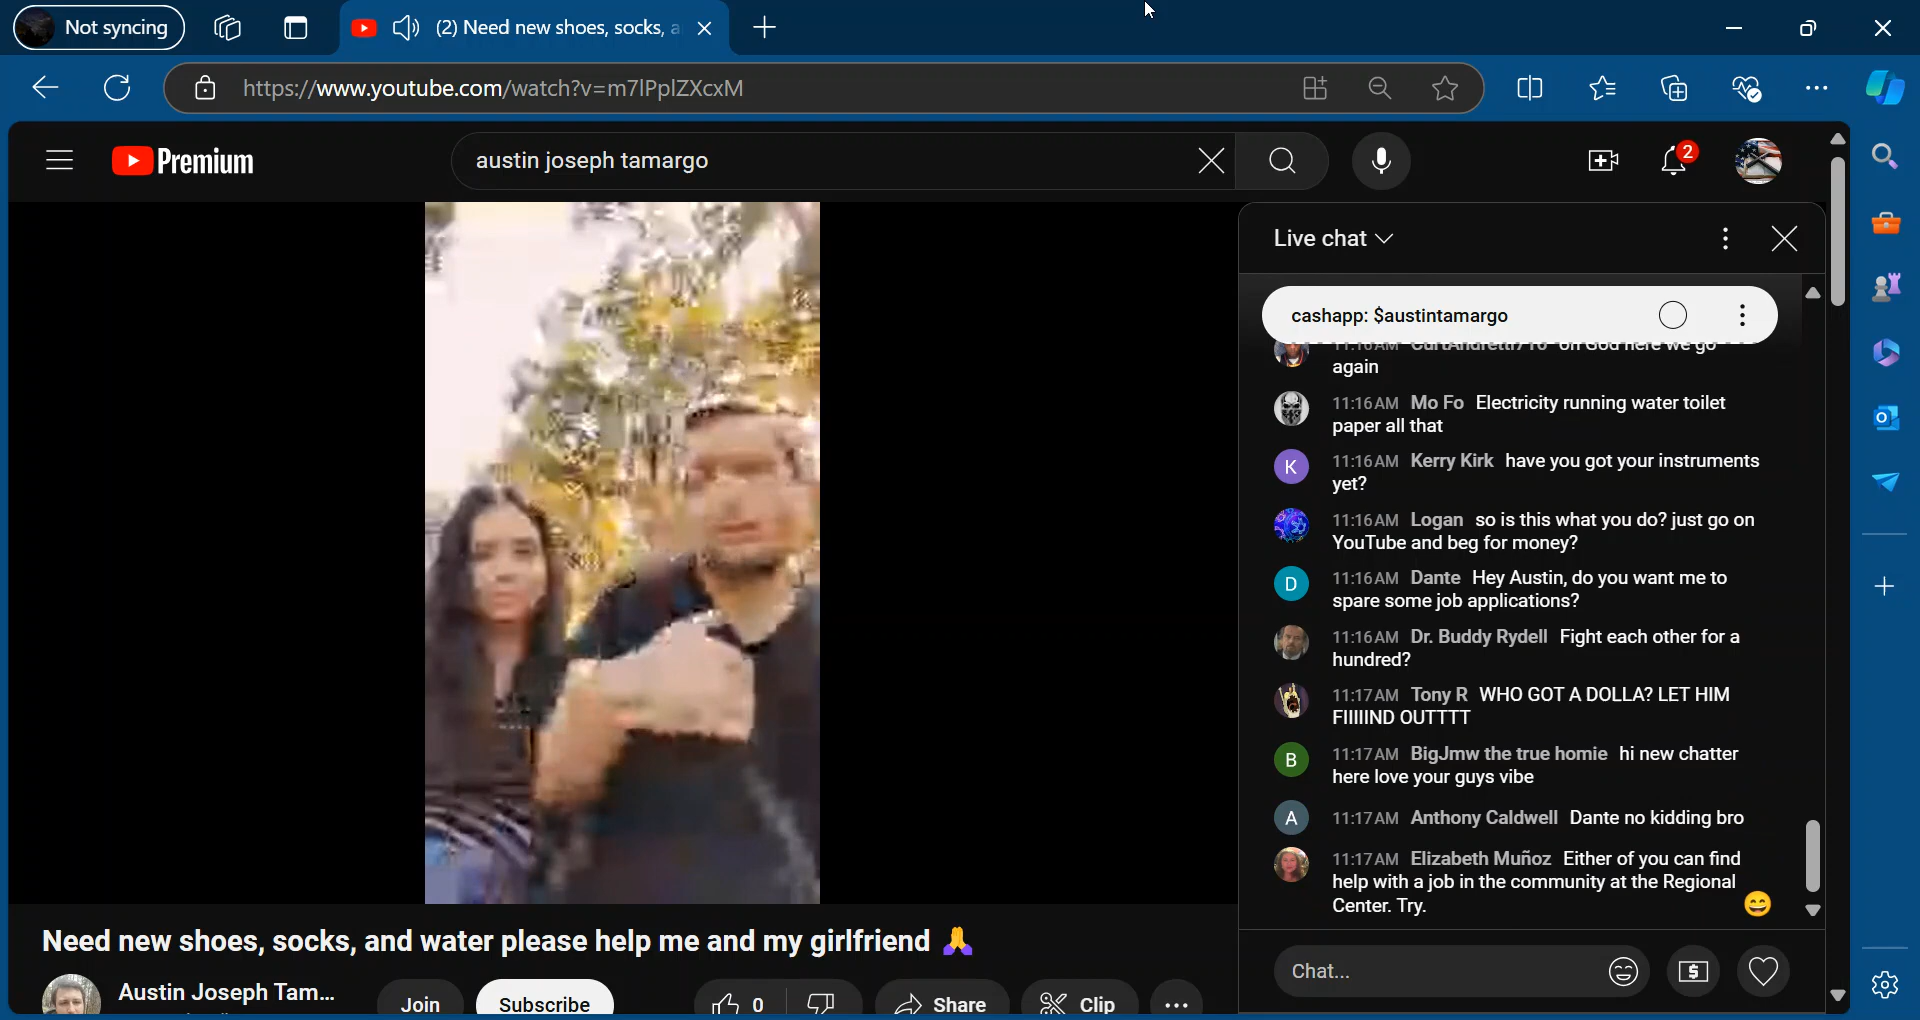 Not syncing
(2) Need new shoes, socks, a
https://www.youtube.com/watch?v=m7lPplZXcxM
Premium
austin joseph tamargo
2
Live chat
cashapp: $austintamargo
again
11:16AM Mo Fo Electricity running water toilet
paper all that
K 11:16AM Kerry Kirk have you got your instruments
yet?
11:16AM Logan so is this what you do? just go on
YouTube and beg for money?
D 11:16AM Dante Hey Austin, do you want me to
spare some job applications?
11:16AM Dr. Buddy Rydell Fight each other for a
hundred?
11:17AM Tony R WHO GOT A DOLLA? LET HIM
FIIIIIND OUTTTT
B 11:17AM BigJmw the true homie hi new chatter
here love your guys vibe
A 11:17AM Anthony Caldwell Dante no kidding bro
11:17AM Elizabeth Muñoz Either of you can find
help with a job in the community at the Regional
Center. Try. 😄
Chat...
Need new shoes, socks, and water please help me and my girlfriend 🙏
Austin Joseph Tam...
Join
Subscribe
0
Share
Clip